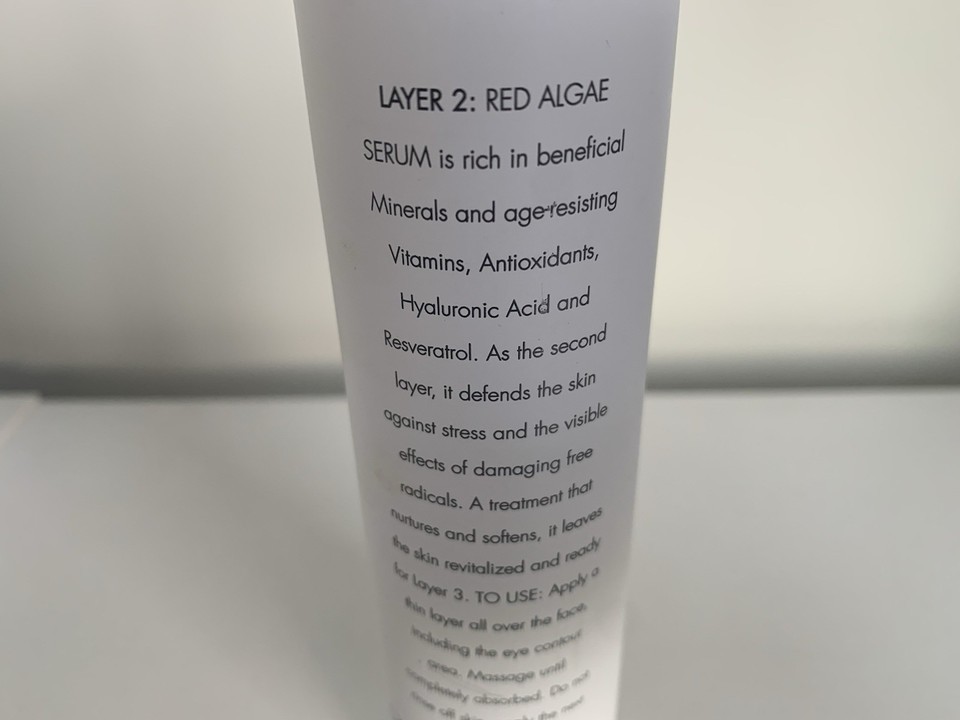 LAYER 2: RED ALGAE
SERUM is rich in beneficial
Minerals and age-resisting
Vitamins, Antioxidants,
Hyaluronic Acid and
Resveratrol. As the second
layer, it defends the skin
against stress and the visible
effects of damaging free
radicals. A treatment that
nurtures and softens, it leaves
the skin revitalized and ready
for Layer 3. TO USE: Apply a
thin layer all over the face,
including the eye contour
area. Massage until
completely absorbed. Do not
off the next